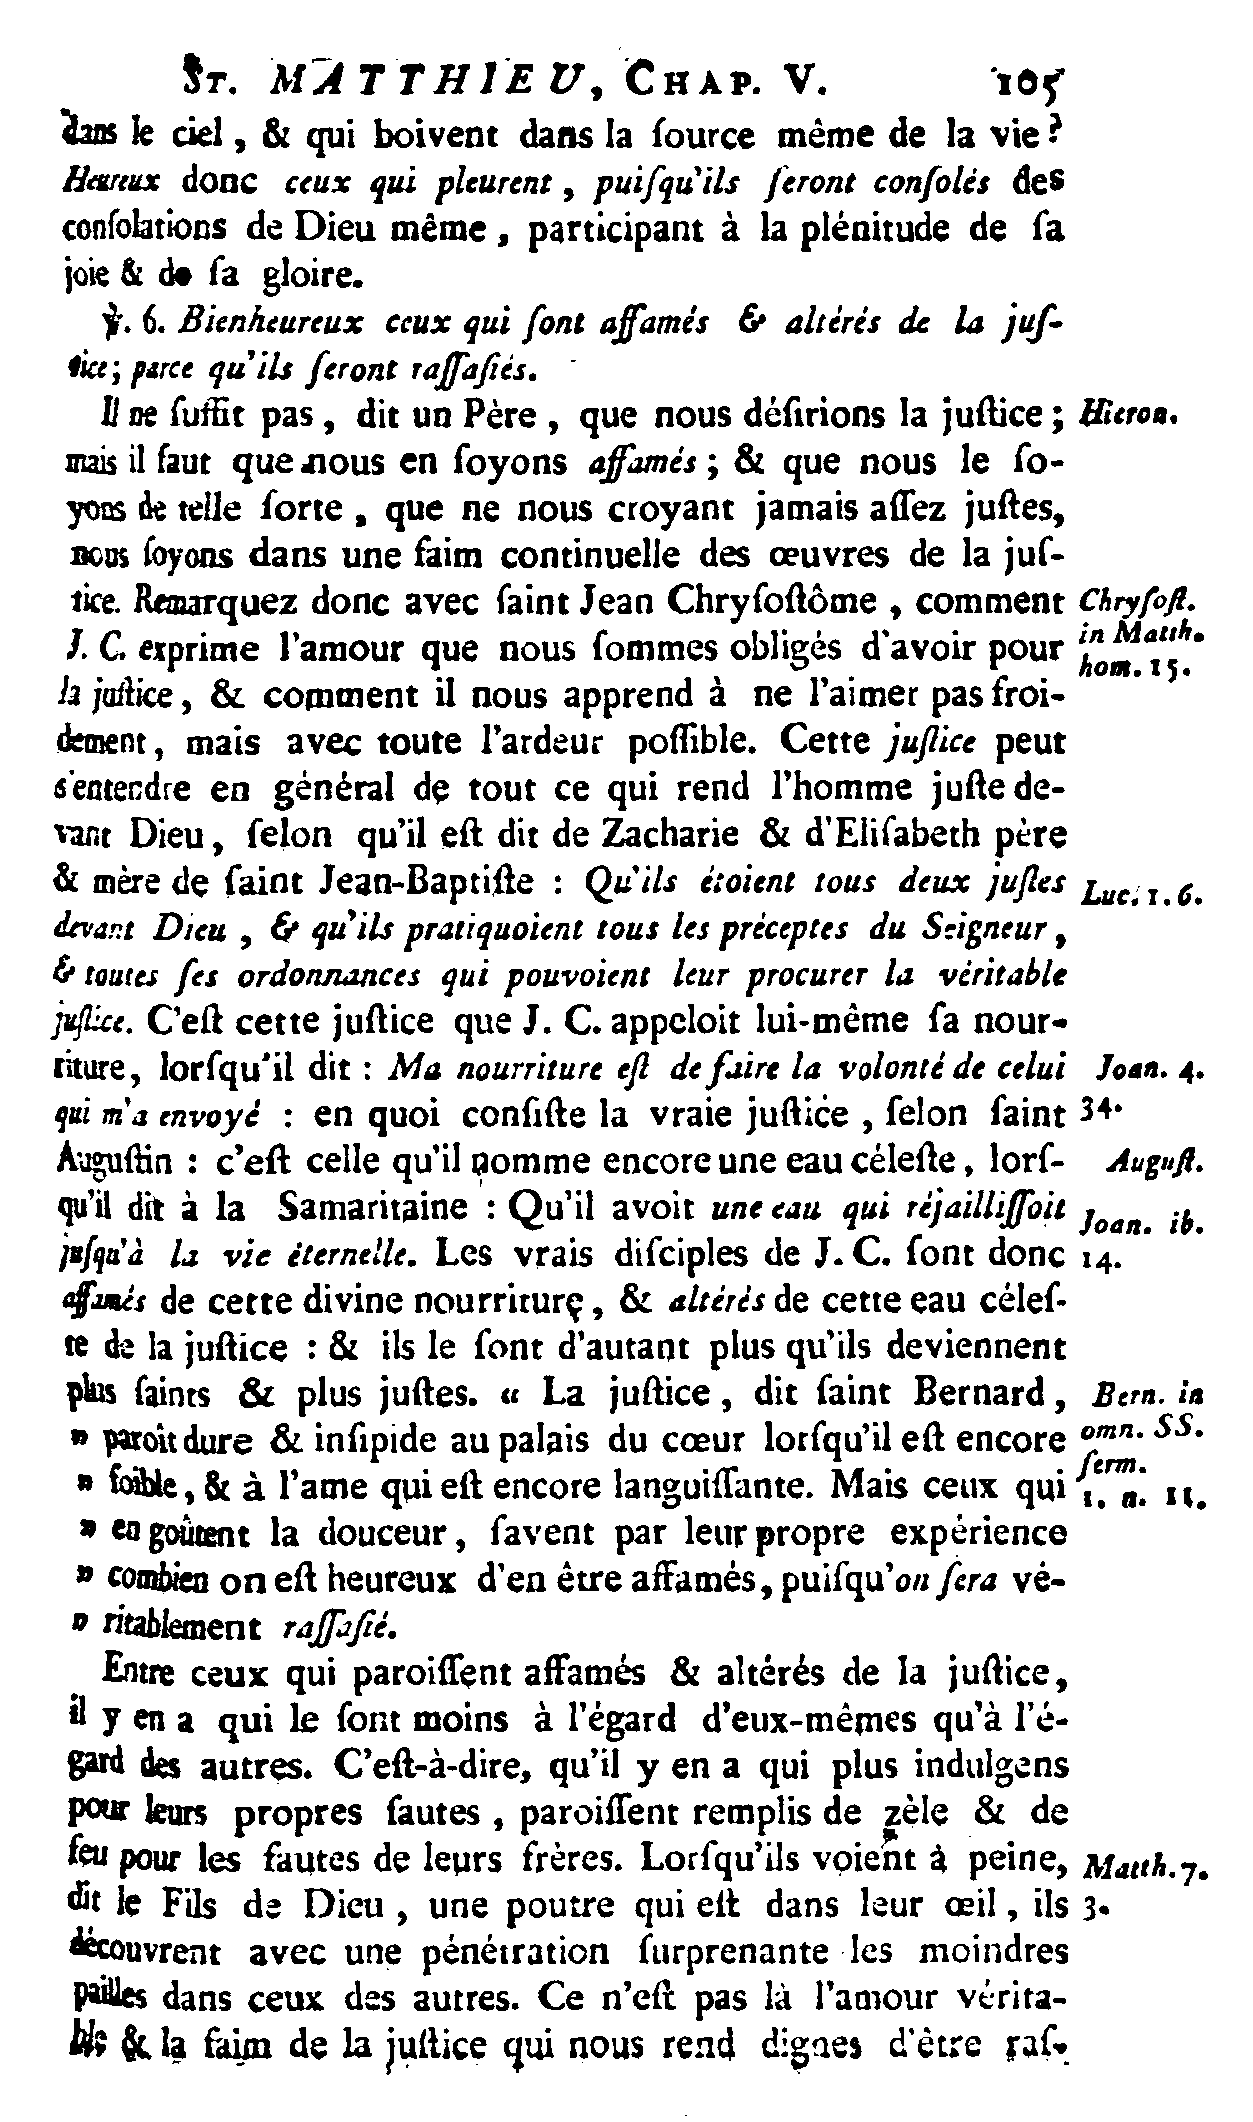 ST. MATTHIEU, CHAP. V. 105
dans le ciel, & qui boivent dans la ſource même de la vie?
Heureux donc ceux qui pleurent, puiſqu'ils ſeront conſolés des
conſolations de Dieu même, participant à la plénitude de ſa
joie & de ſa gloire.
℣. 6. Bienheureux ceux qui ſont affamés & altérés de la juſ-
tice; parce qu'ils ſeront raſſaſiés.
Il ne ſuffit pas, dit un Père, que nous déſirions la juſtice; Hieron.
mais il faut que nous en ſoyons affamés; & que nous le ſo-
yons de telle ſorte, que ne nous croyant jamais aſſez juſtes,
nous ſoyons dans une faim continuelle des œuvres de la juſ-
tice. Remarquez donc avec ſaint Jean Chryſoſtôme, comment Chryſoſt.
J. C. exprime l'amour que nous ſommes obligés d'avoir pour in Matth.
hom. 15.
la juſtice, & comment il nous apprend à ne l'aimer pas froi-
dement, mais avec toute l'ardeur poſſible. Cette juſtice peut
s'entendre en général de tout ce qui rend l'homme juſte de-
vant Dieu, ſelon qu'il eſt dit de Zacharie & d'Eliſabeth père
& mère de ſaint Jean-Baptiſte : Qu'ils étoient tous deux juſtes Luc. 1. 6.
devant Dieu, & qu'ils pratiquoient tous les préceptes du Seigneur,
& toutes ſes ordonnances qui pouvoient leur procurer la véritable
juſtice. C'eſt cette juſtice que J. C. appeloit lui-même ſa nour-
riture, lorſqu'il dit : Ma nourriture eſt de faire la volonté de celui Joan. 4.
qui m'a envoyé : en quoi conſiſte la vraie juſtice, ſelon ſaint 34.
Auguſtin : c'eſt celle qu'il nomme encore une eau céleſte, lorſ- Auguſt.
qu'il dit à la Samaritaine : Qu'il avoit une eau qui réjailliſſoit Joan. ib.
juſqu'à la vie éternelle. Les vrais diſciples de J. C. ſont donc 14.
affamés de cette divine nourriture, & altérés de cette eau céleſ-
te de la juſtice : & ils le ſont d'autant plus qu'ils deviennent
plus ſaints & plus juſtes. « La juſtice, dit ſaint Bernard, Bern. in
» paroît dure & inſipide au palais du cœur lorſqu'il eſt encore omn. SS.
ſerm.
» foible, & à l'ame qui eſt encore languiſſante. Mais ceux qui 1. n. 11.
» en goûtent la douceur, ſavent par leur propre expérience
» combien on eſt heureux d'en être affamés, puiſqu'on ſera vé-
» ritablement raſſaſié.
Entre ceux qui paroiſſent affamés & altérés de la juſtice,
il y en a qui le ſont moins à l'égard d'eux-mêmes qu'à l'é-
gard des autres. C'eſt-à-dire, qu'il y en a qui plus indulgens
pour leurs propres fautes, paroiſſent remplis de zèle & de
feu pour les fautes de leurs frères. Lorſqu'ils voient à peine, Matth. 7.
dit le Fils de Dieu, une poutre qui eſt dans leur œil, ils 3.
découvrent avec une pénétration ſurprenante les moindres
pailles dans ceux des autres. Ce n'eſt pas là l'amour vérita-
ble & la faim de la juſtice qui nous rend dignes d'être raſ-